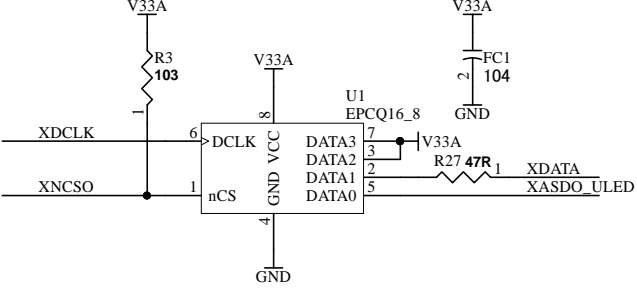 V33A
V33A
R3
103
V33A
FC1
104
2
GND
U1
EPCQ16_8
1
8
XDCLK
6
DCLK
VCC
DATA3
7
V33A
DATA2
3
R27 47R
DATA1
2
1
XDATA
XNCSO
1
nCS
GND
DATA0
5
XASDO_ULED
4
GND